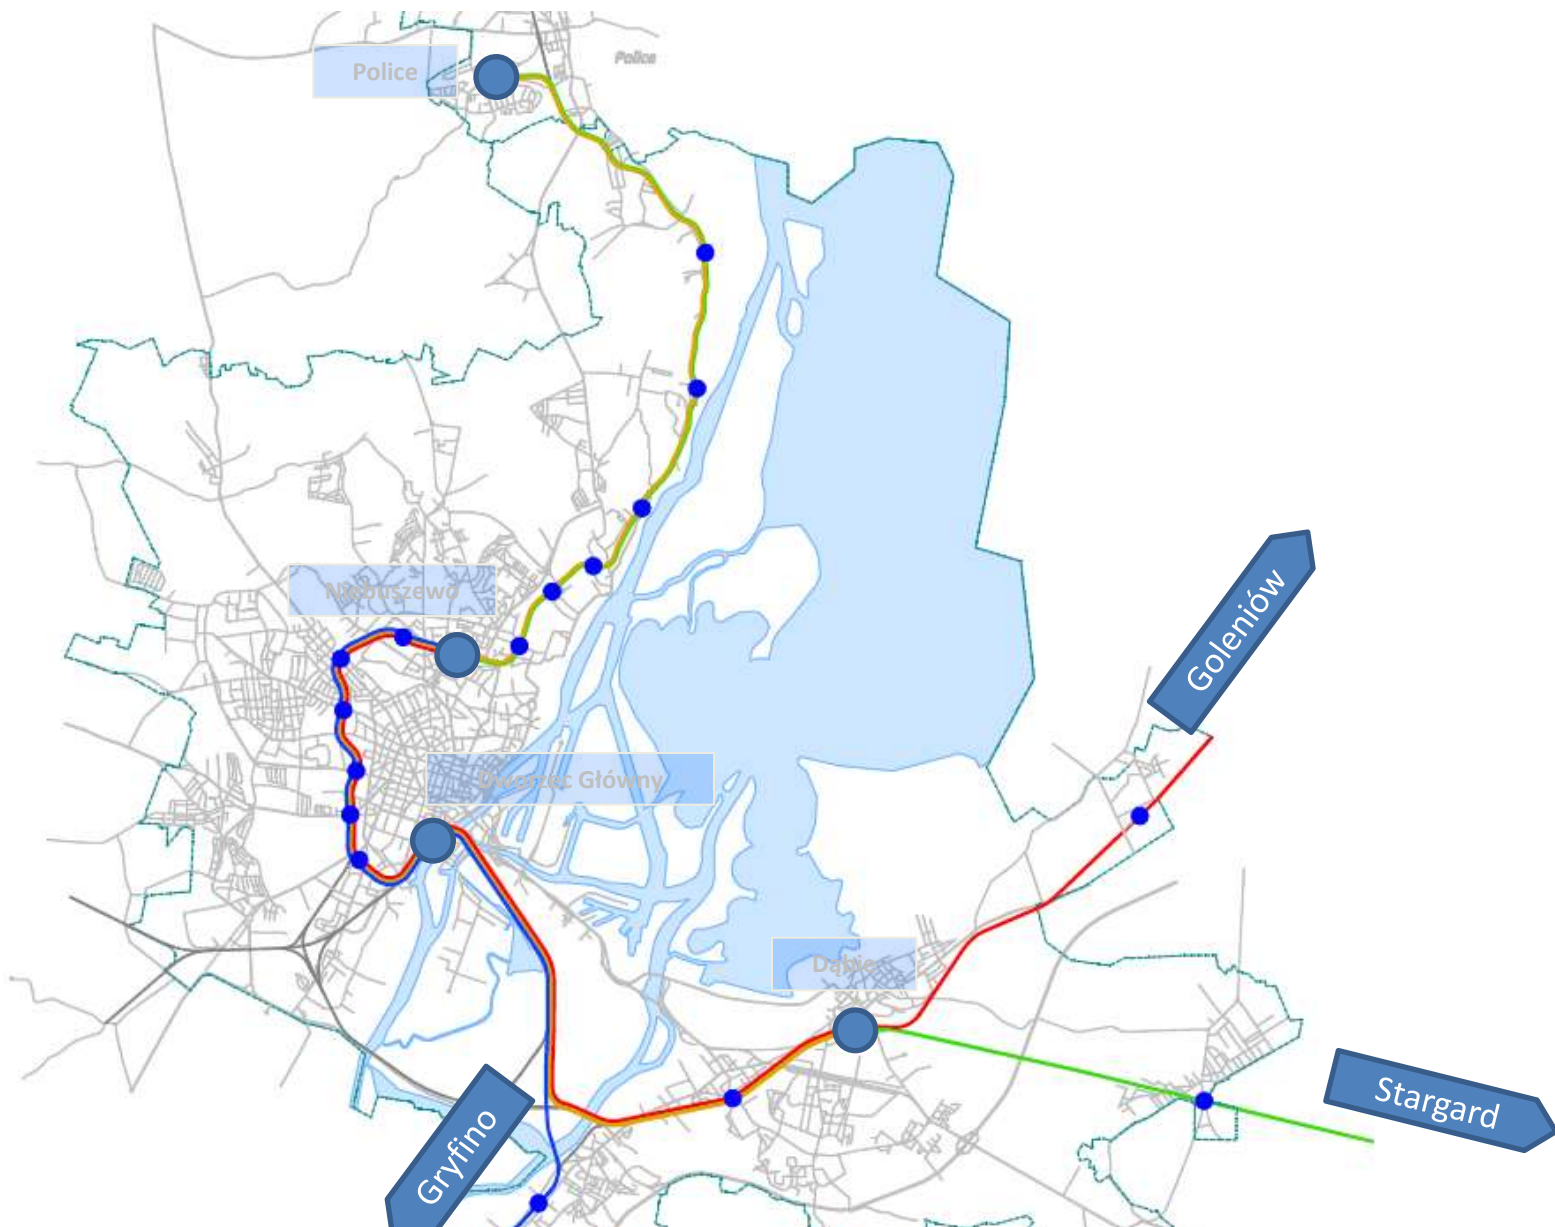 Police
Police
Niebuszewo
Dworzec Główny
Dąbie
Goleniów
Stargard
Gryfino